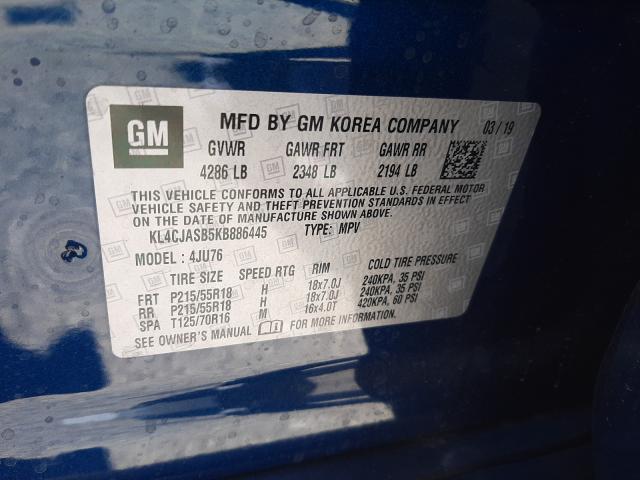 GM
MFD BY GM KOREA COMPANY 03/19
GVWR GAWR FRT GAWR RR
4286 LB 2348 LB 2194 LB
THIS VEHICLE CONFORMS TO ALL APPLICABLE U.S. FEDERAL MOTOR
VEHICLE SAFETY AND THEFT PREVENTION STANDARDS IN EFFECT
ON THE DATE OF MANUFACTURE SHOWN ABOVE.
KL4CJASB5KB886445 TYPE: MPV
MODEL : 4JU76
TIRE SIZE SPEED RTG RIM COLD TIRE PRESSURE
FRT P215/55R18 H 18x7.0J 240KPA, 35 PSI
RR P215/55R18 H 18x7.0J 240KPA, 35 PSI
SPA T125/70R16 M 16x4.0T 420KPA, 60 PSI
SEE OWNER'S MANUAL FOR MORE INFORMATION.